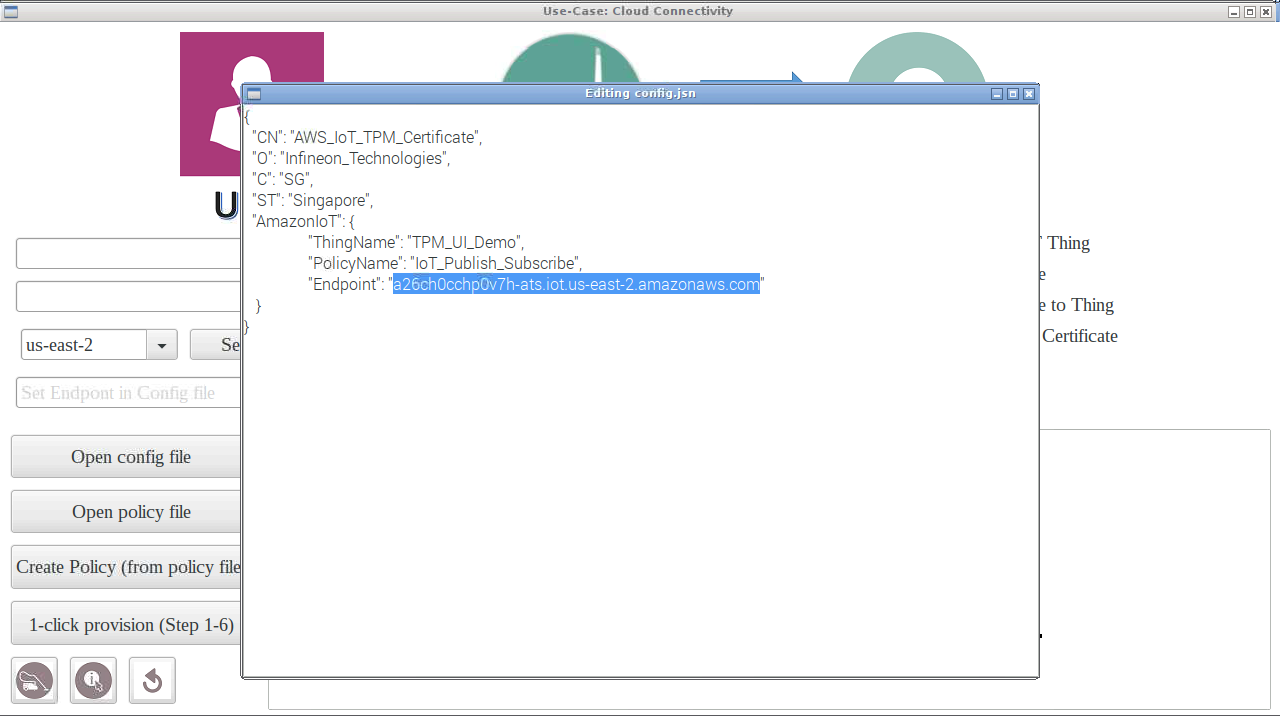 Use-Case: Cloud Connectivity
Editing config.jsn
{
"CN": "AWS_IoT_TPM_Certificate",
"O": "Infineon_Technologies",
"C": "SG",
"ST": "Singapore",
"AmazonIoT": {
"ThingName": "TPM_UI_Demo",
"PolicyName": "IoT_Publish_Subscribe",
"Endpoint": "a26ch0cchp0v7h-ats.iot.us-east-2.amazonaws.com"
}
}
U
Thing
e
e to Thing
Certificate
us-east-2
Se
Set Endpont in Config file
Open config file
Open policy file
Create Policy (from policy file
1-click provision (Step 1-6)